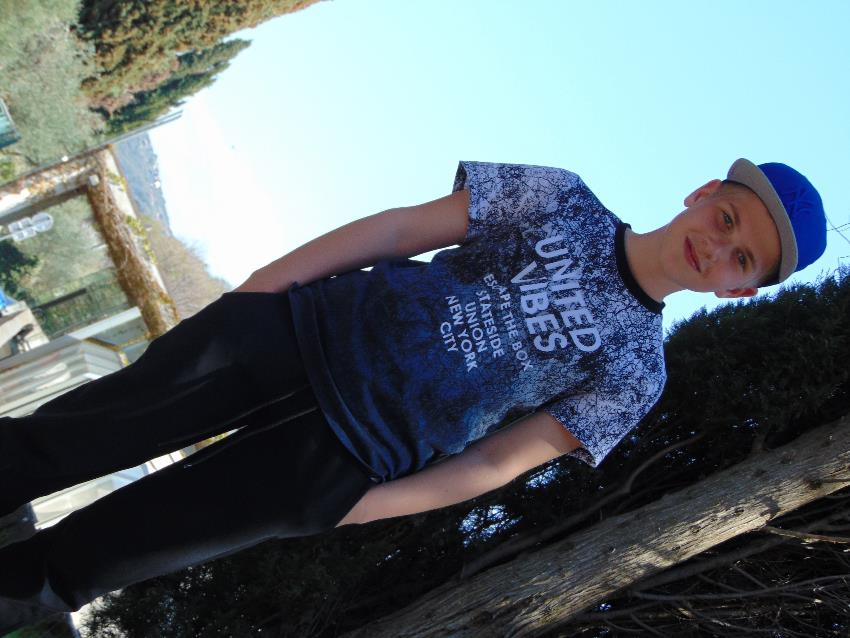 UNITED
VIBES
ESCAPE THE BOX
STATESIDE
UNION
NEW YORK
CITY